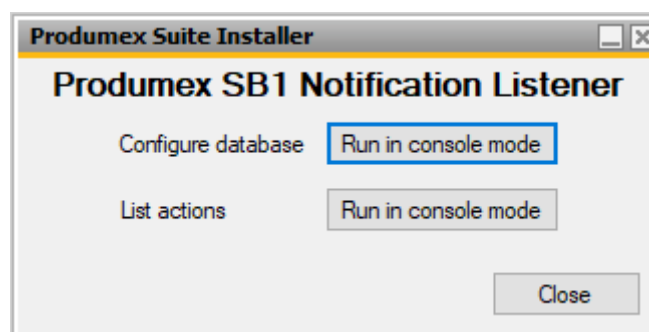 Produmex Suite Installer
Produmex SB1 Notification Listener
Configure database Run in console mode
List actions Run in console mode
Close